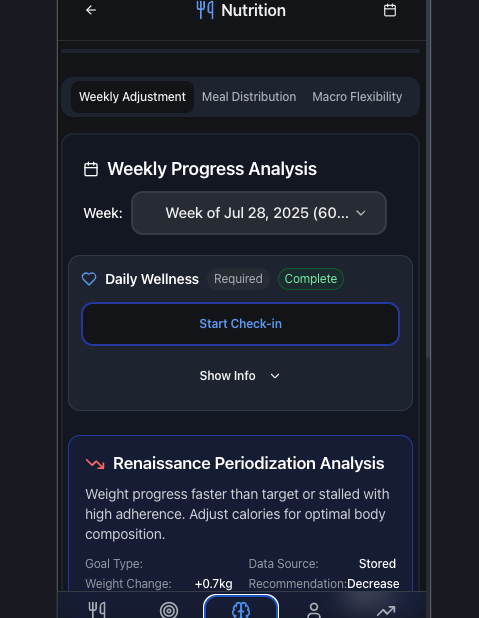 Nutrition
Weekly Adjustment Meal Distribution Macro Flexibility
Weekly Progress Analysis
Week: Week of Jul 28, 2025 (60...
Daily Wellness Required Complete
Start Check-in
Show Info
Renaissance Periodization Analysis
Weight progress faster than target or stalled with
high adherence. Adjust calories for optimal body
composition.
Goal Type: Data Source: Stored
Weight Change: +0.7kg Recommendation:Decrease